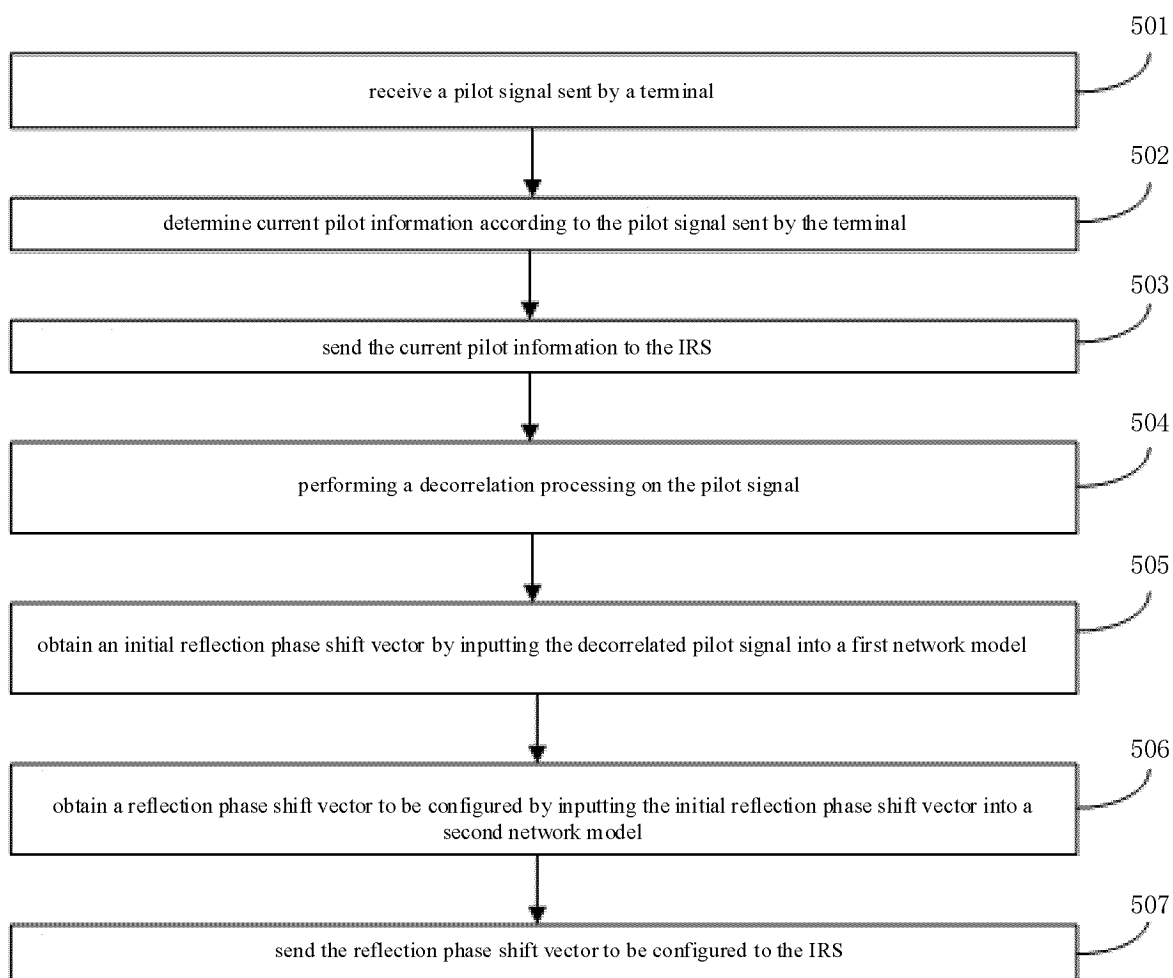 501
receive a pilot signal sent by a terminal
502
determine current pilot information according to the pilot signal sent by the terminal
503
send the current pilot information to the IRS
504
performing a decorrelation processing on the pilot signal
505
obtain an initial reflection phase shift vector by inputting the decorrelated pilot signal into a first network model
506
obtain a reflection phase shift vector to be configured by inputting the initial reflection phase shift vector into a
second network model
507
send the reflection phase shift vector to be configured to the IRS